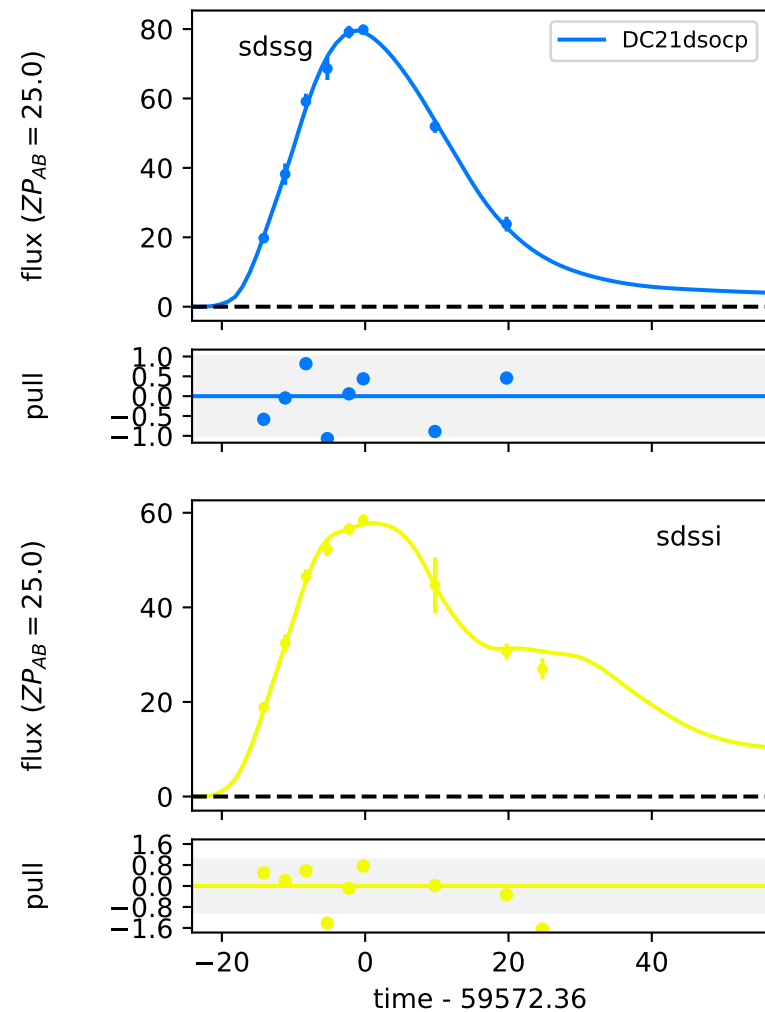 sdssg
DC21dsocp
flux (ZP_AB = 25.0)
80
60
40
20
0
pull
1.0
0.5
0.0
−0.5
−1.0
sdssi
flux (ZP_AB = 25.0)
60
40
20
0
pull
1.6
0.8
0.0
−0.8
−1.6
−20 0 20 40
time - 59572.36